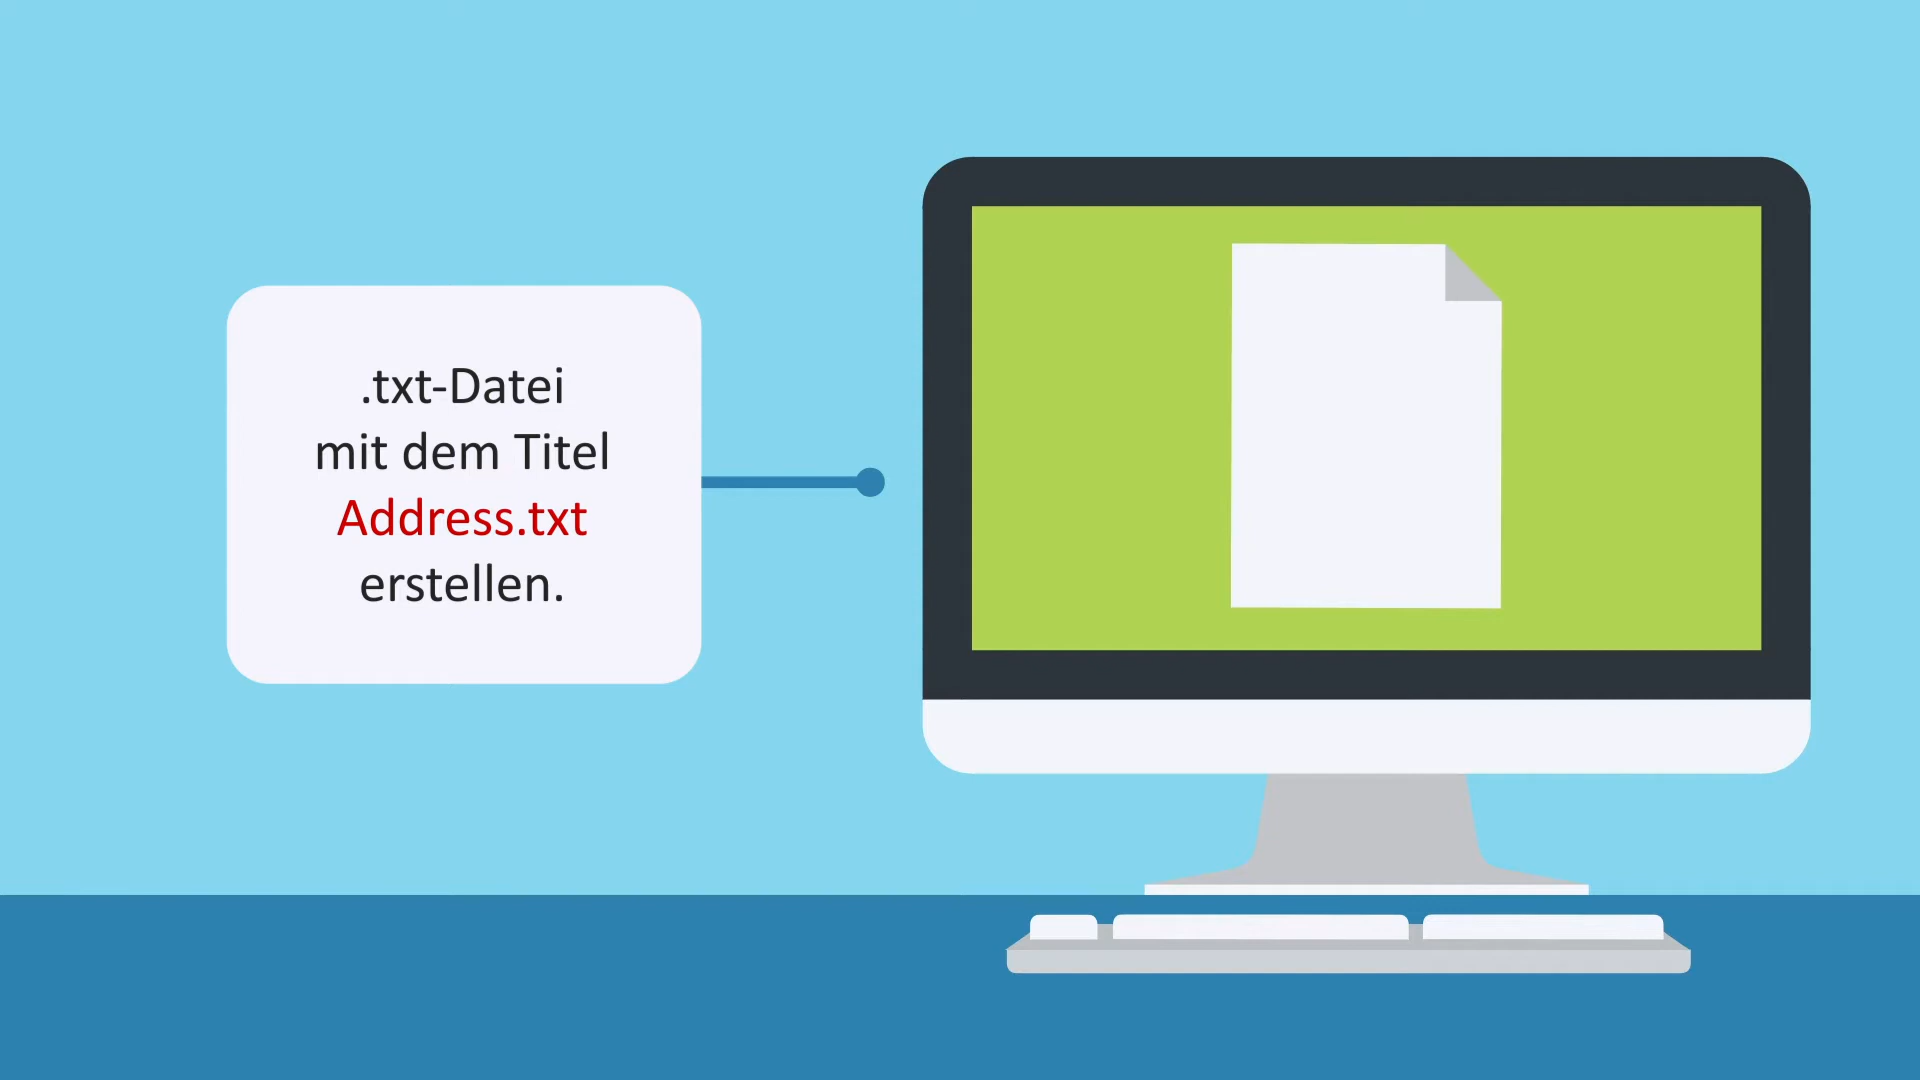 .txt-Datei
mit dem Titel
Address.txt
erstellen.